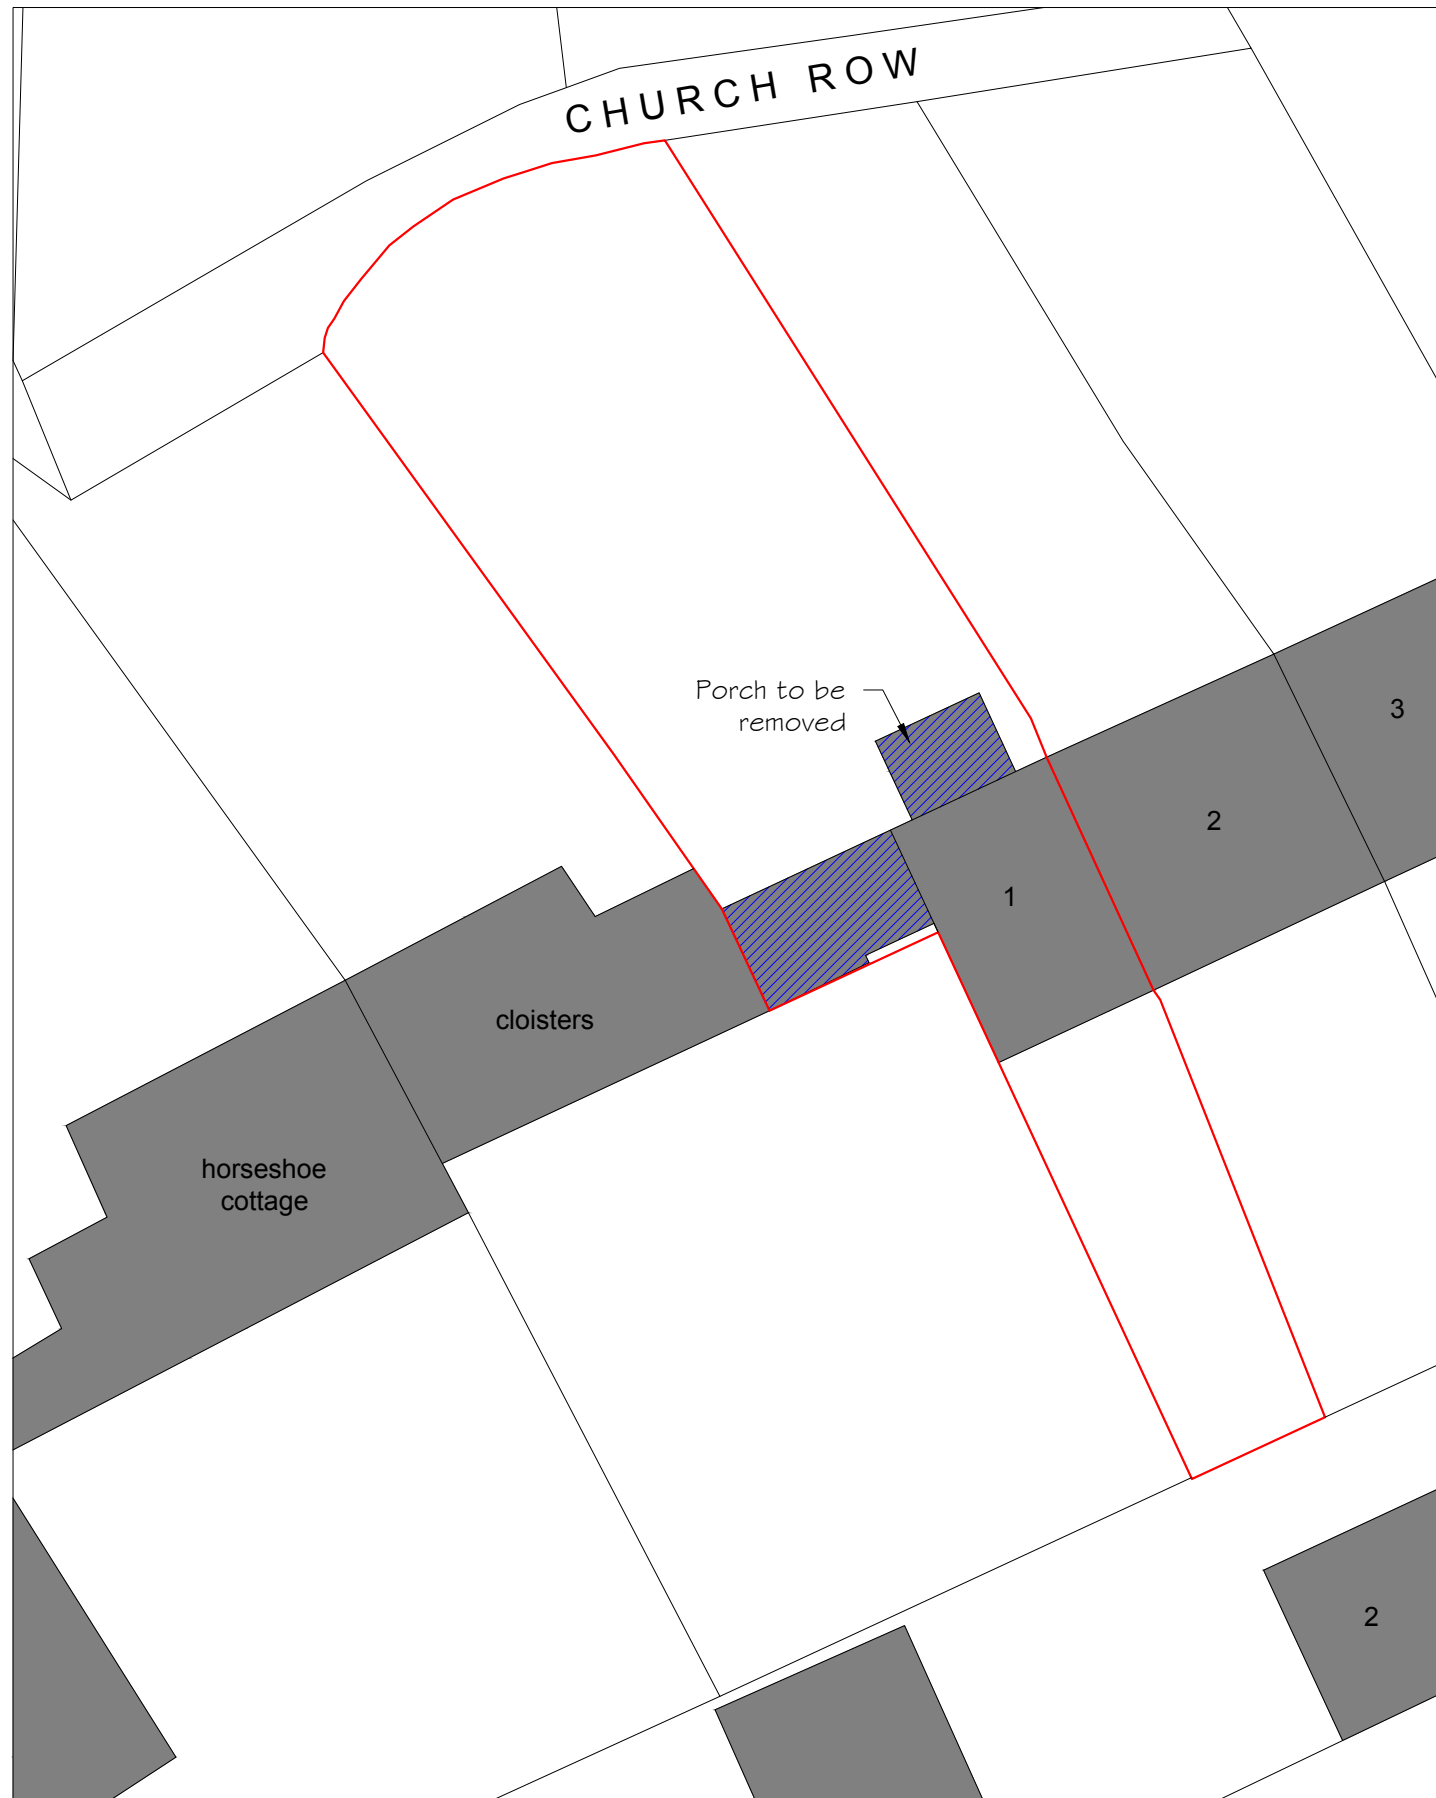 CHURCH ROW
Porch to be
removed
3
2
1
cloisters
horseshoe
cottage
2